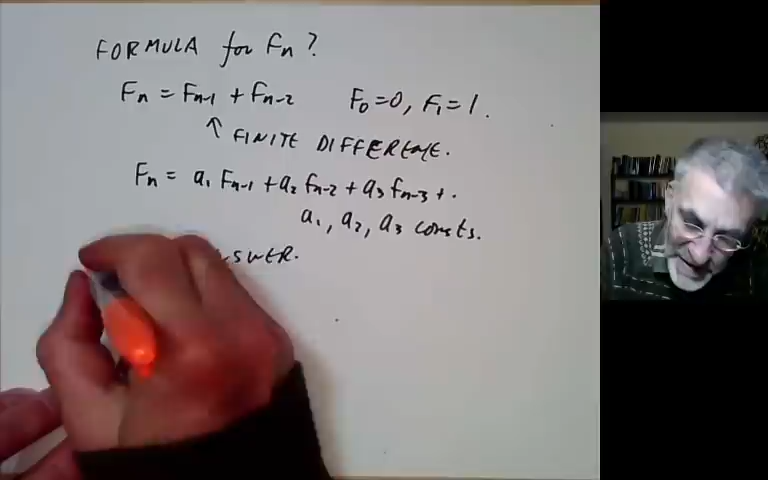 FORMULA for Fn?
Fn = Fn-1 + Fn-2 F0=0, F1=1.
↑ FINITE DIFFERENCE.
Fn = a1 Fn-1 + a2 Fn-2 + a3 Fn-3 + ..
a1, a2, a3 consts.